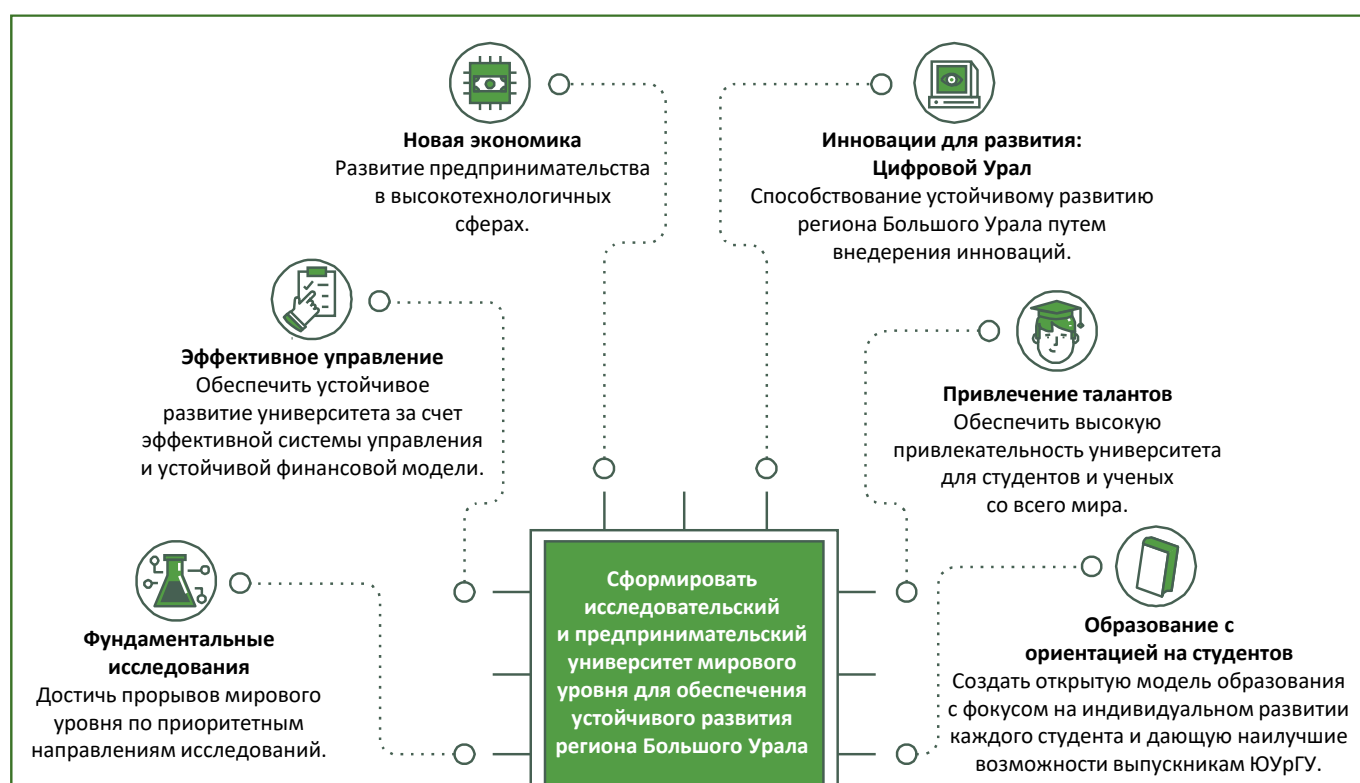 Новая экономика
Развитие предпринимательства
в высокотехнологичных
сферах.
Инновации для развития:
Цифровой Урал
Способствование устойчивому развитию
региона Большого Урала путем
внедерения инноваций.
Эффективное управление
Обеспечить устойчивое
развитие университета за счет
эффективной системы управления
и устойчивой финансовой модели.
Привлечение талантов
Обеспечить высокую
привлекательность университета
для студентов и ученых
со всего мира.
Фундаментальные
исследования
Достичь прорывов мирового
уровня по приоритетным
направлениям исследований.
Сформировать
исследовательский
и предпринимательский
университет мирового
уровня для обеспечения
устойчивого развития
региона Большого Урала
Образование с
ориентацией на студентов
Создать открытую модель образования
с фокусом на индивидуальном развитии
каждого студента и дающую наилучшие
возможности выпускникам ЮУрГУ.